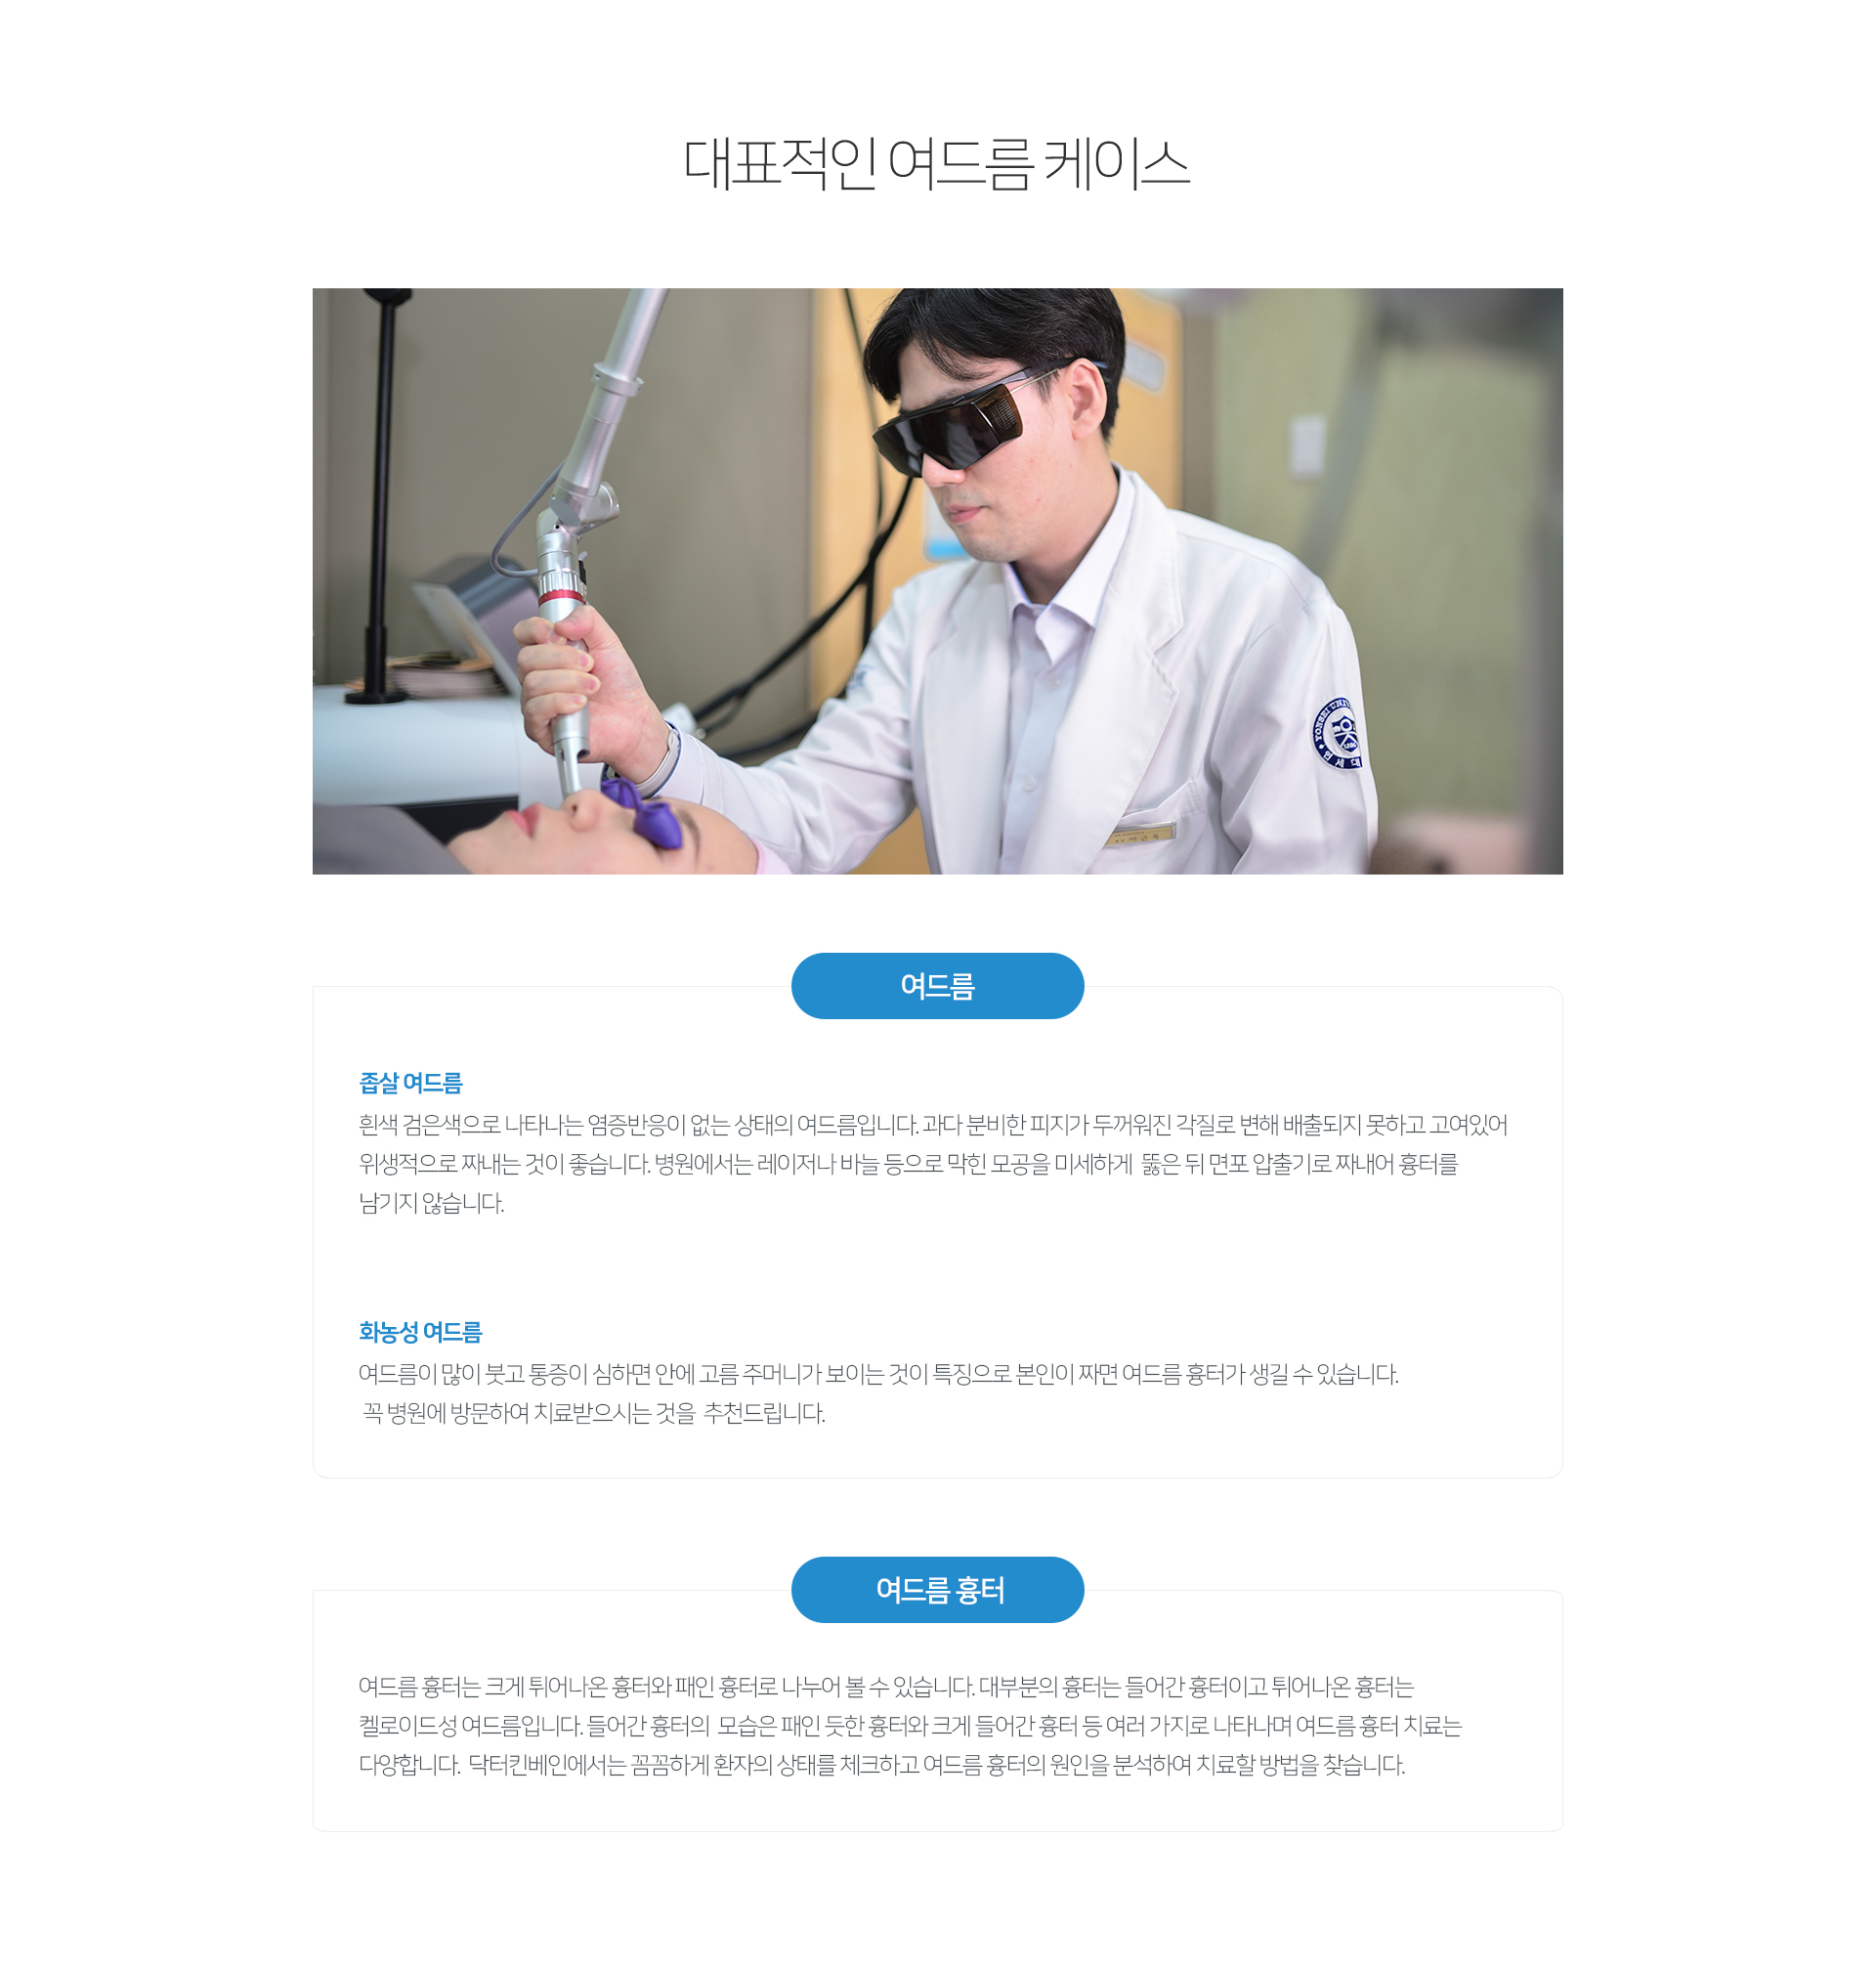 대표적인 여드름 케이스
연세대
여드름
좁살 여드름
흰색 검은색으로 나타나는 염증반응이 없는 상태의 여드름입니다. 과다 분비한 피지가 두꺼워진 각질로 변해 배출되지 못하고 고여있어
위생적으로 짜내는 것이 좋습니다. 병원에서는 레이저나 바늘 등으로 막힌 모공을 미세하게 뚫은 뒤 면포 압출기로 짜내어 흉터를
남기지 않습니다.
화농성 여드름
여드름이 많이 붓고 통증이 심하면 안에 고름 주머니가 보이는 것이 특징으로 본인이 짜면 여드름 흉터가 생길 수 있습니다.
꼭 병원에 방문하여 치료받으시는 것을 추천드립니다.
여드름 흉터
여드름 흉터는 크게 튀어나온 흉터와 패인 흉터로 나누어 볼 수 있습니다. 대부분의 흉터는 들어간 흉터이고 튀어나온 흉터는
켈로이드성 여드름입니다. 들어간 흉터의 모습은 패인 듯한 흉터와 크게 들어간 흉터 등 여러 가지로 나타나며 여드름 흉터 치료는
다양합니다. 닥터킨베인에서는 꼼꼼하게 환자의 상태를 체크하고 여드름 흉터의 원인을 분석하여 치료할 방법을 찾습니다.